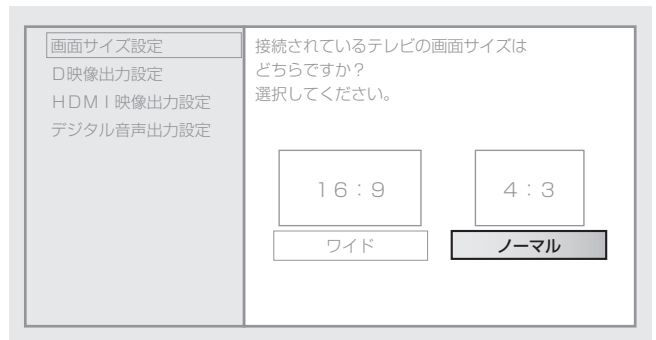 画面サイズ設定
D映像出力設定
HDMI映像出力設定
デジタル音声出力設定
接続されているテレビの画面サイズは
どちらですか?
選択してください。
16:9
4:3
ワイド
ノーマル